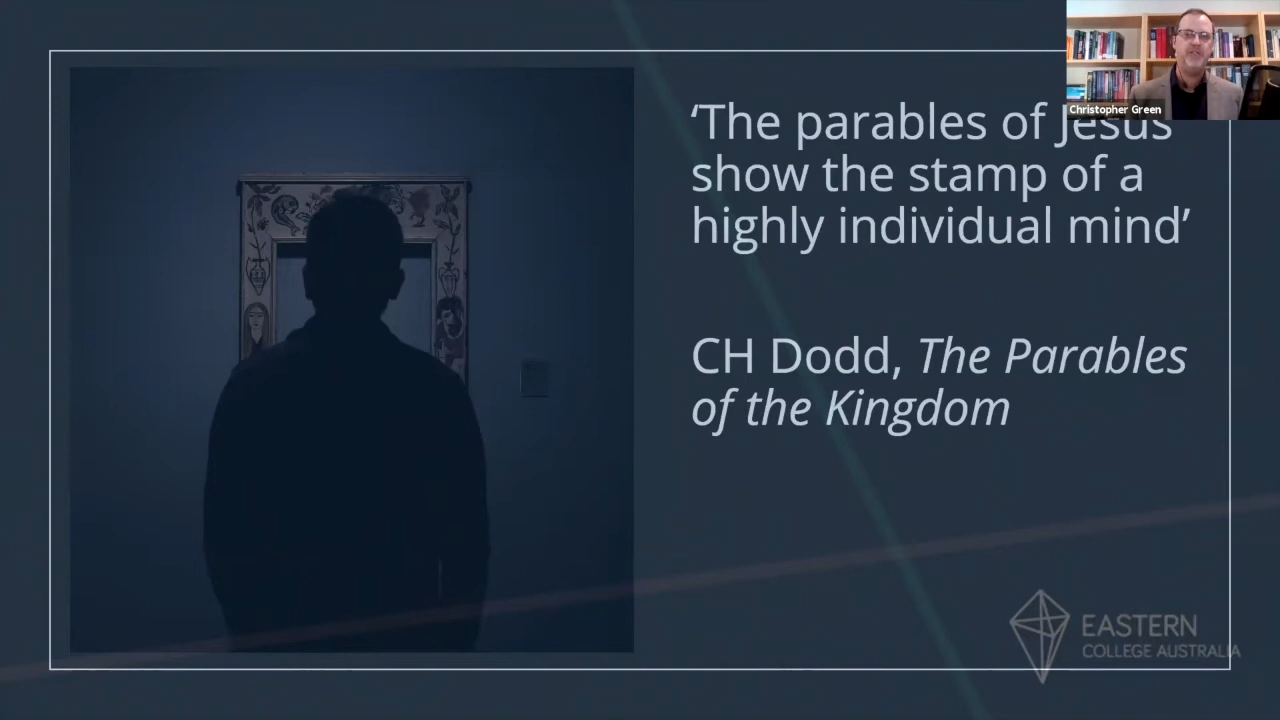 Christopher Green
‘The parables of Jesus
show the stamp of a
highly individual mind’
CH Dodd, The Parables
of the Kingdom
EASTERN
COLLEGE AUSTRALIA